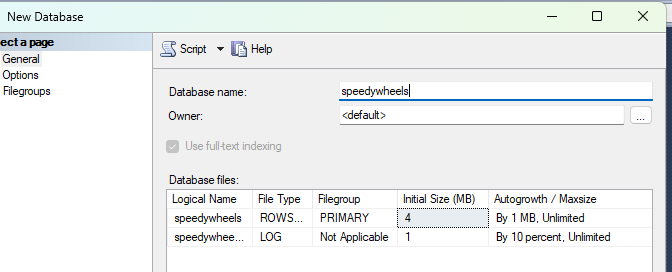 New Database
ect a page
General
Options
Filegroups
Script
Help
Database name:
speedywheels
Owner:
<default>
...
Use full-text indexing
Database files:
Logical Name File Type Filegroup Initial Size (MB) Autogrowth / Maxsize
speedywheels ROWS... PRIMARY 4 By 1 MB, Unlimited
speedywhee... LOG Not Applicable 1 By 10 percent, Unlimited